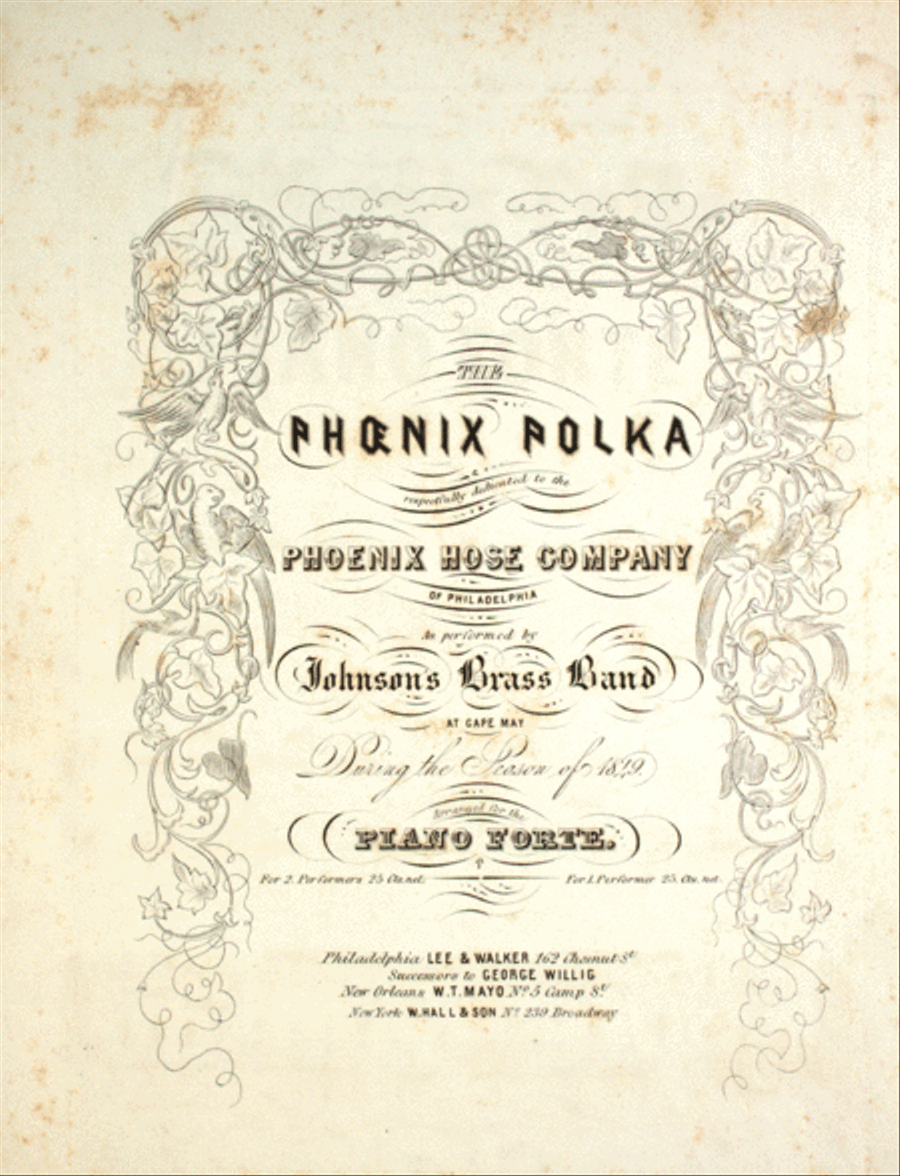 THE
PHŒNIX POLKA
respectfully dedicated to the
PHOENIX HOSE COMPANY
OF PHILADELPHIA
As performed by
Johnson's Brass Band
AT CAPE MAY
During the Season of 1849.
Arranged for the
PIANO FORTE.
For 2. Performers 25 Cts. net. For 1. Performer 25. Cts. net.
Philadelphia LEE & WALKER 162 Chesnut St
Successors to GEORGE WILLIG
New Orleans W. T. MAYO No 5 Camp St
New York W. HALL & SON No 239 Broadway